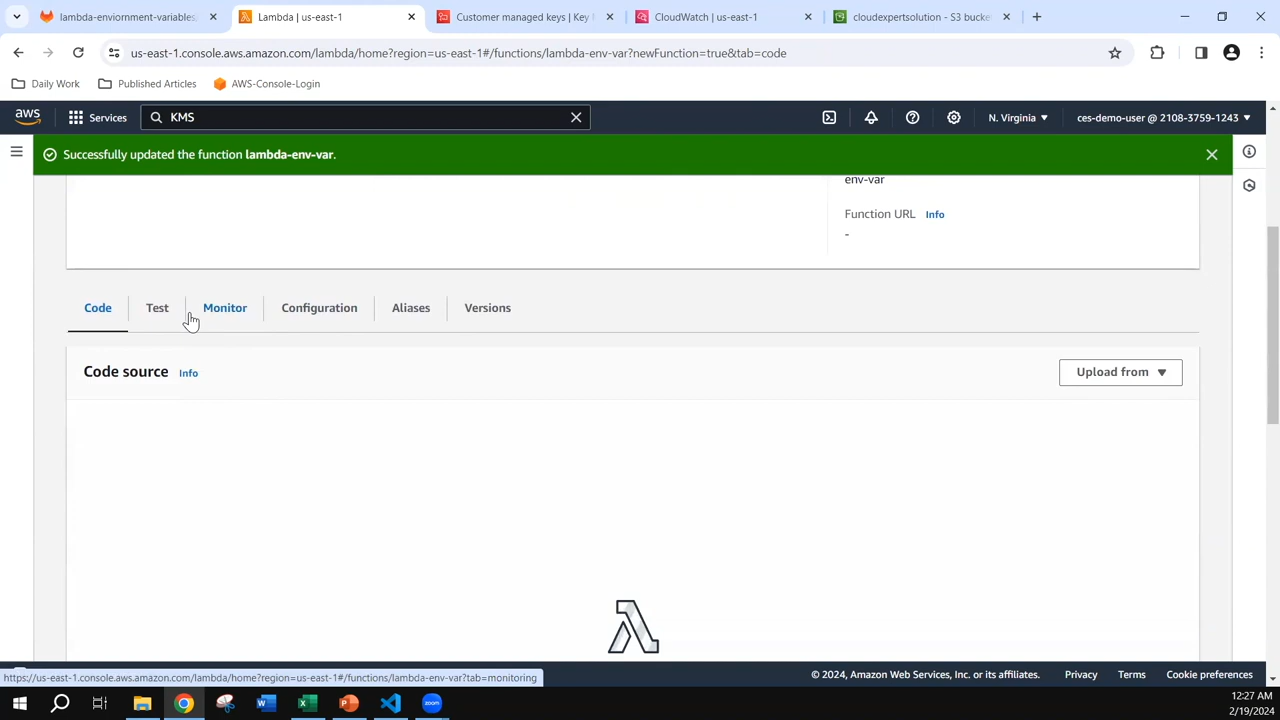 lambda-enviornment-variables/
Lambda | us-east-1
Customer managed keys | Key
CloudWatch | us-east-1
cloudexpertsolution - S3 bucke
us-east-1.console.aws.amazon.com/lambda/home?region=us-east-1#/functions/lambda-env-var?newFunction=true&tab=code
Daily Work
Published Articles
AWS-Console-Login
aws
Services
KMS
N. Virginia
ces-demo-user @ 2108-3759-1243
Successfully updated the function lambda-env-var.
env-var
Function URL Info
-
Code
Test
Monitor
Configuration
Aliases
Versions
Code source Info
Upload from
https://us-east-1.console.aws.amazon.com/lambda/home?region=us-east-1#/functions/lambda-env-var?tab=monitoring
© 2024, Amazon Web Services, Inc. or its affiliates.
Privacy
Terms
Cookie preferences
zoom
12:27 AM
2/19/2024